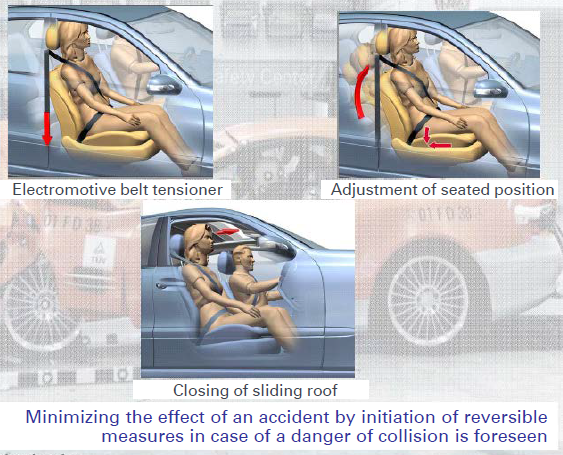 Electromotive belt tensioner
Adjustment of seated position
Closing of sliding roof
Minimizing the effect of an accident by initiation of reversible
measures in case of a danger of collision is foreseen